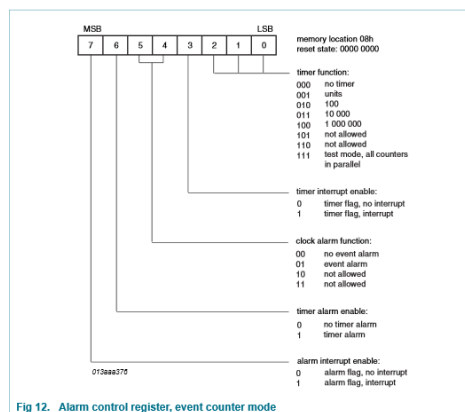 MSB LSB
7 6 5 4 3 2 1 0
memory location 08h
reset state: 0000 0000
timer function:
000 no timer
001 units
010 100
011 10 000
100 1 000 000
101 not allowed
110 not allowed
111 test mode, all counters
in parallel
timer interrupt enable:
0 timer flag, no interrupt
1 timer flag, interrupt
clock alarm function:
00 no event alarm
01 event alarm
10 not allowed
11 not allowed
timer alarm enable:
0 no timer alarm
1 timer alarm
alarm interrupt enable:
0 alarm flag, no interrupt
1 alarm flag, interrupt
013aaa376
Fig 12. Alarm control register, event counter mode